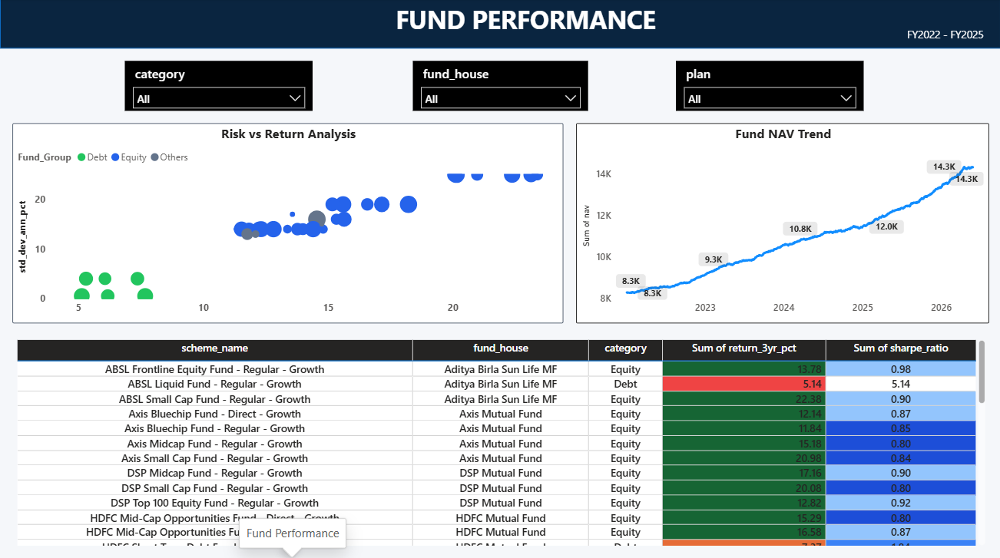 FUND PERFORMANCE
FY2022 - FY2025
category
All
fund_house
All
plan
All
Risk vs Return Analysis
Fund_Group Debt Equity Others
std_dev_ann_pct
20
10
0
5 10 15 20
Fund NAV Trend
Sum of nav
14K
12K
10K
8K
8.3K
8.3K
9.3K
10.8K
12.0K
14.3K
14.3K
2023 2024 2025 2026
scheme_name fund_house category Sum of return_3yr_pct Sum of sharpe_ratio
ABSL Frontline Equity Fund - Regular - Growth Aditya Birla Sun Life MF Equity 13.78 0.98
ABSL Liquid Fund - Regular - Growth Aditya Birla Sun Life MF Debt 5.14 5.14
ABSL Small Cap Fund - Regular - Growth Aditya Birla Sun Life MF Equity 22.38 0.90
Axis Bluechip Fund - Direct - Growth Axis Mutual Fund Equity 12.14 0.87
Axis Bluechip Fund - Regular - Growth Axis Mutual Fund Equity 11.84 0.85
Axis Midcap Fund - Regular - Growth Axis Mutual Fund Equity 15.18 0.80
Axis Small Cap Fund - Regular - Growth Axis Mutual Fund Equity 20.98 0.84
DSP Midcap Fund - Regular - Growth DSP Mutual Fund Equity 17.16 0.90
DSP Small Cap Fund - Regular - Growth DSP Mutual Fund Equity 20.08 0.80
DSP Top 100 Equity Fund - Regular - Growth DSP Mutual Fund Equity 12.82 0.92
HDFC Mid-Cap Opportunities Fund - Direct - Growth HDFC Mutual Fund Equity 15.29 0.80
HDFC Mid-Cap Opportunities HDFC Mutual Fund Equity 16.58 0.87
HDFC Short Term Debt HDFC Mutual Fund Debt 7.37
Fund Performance